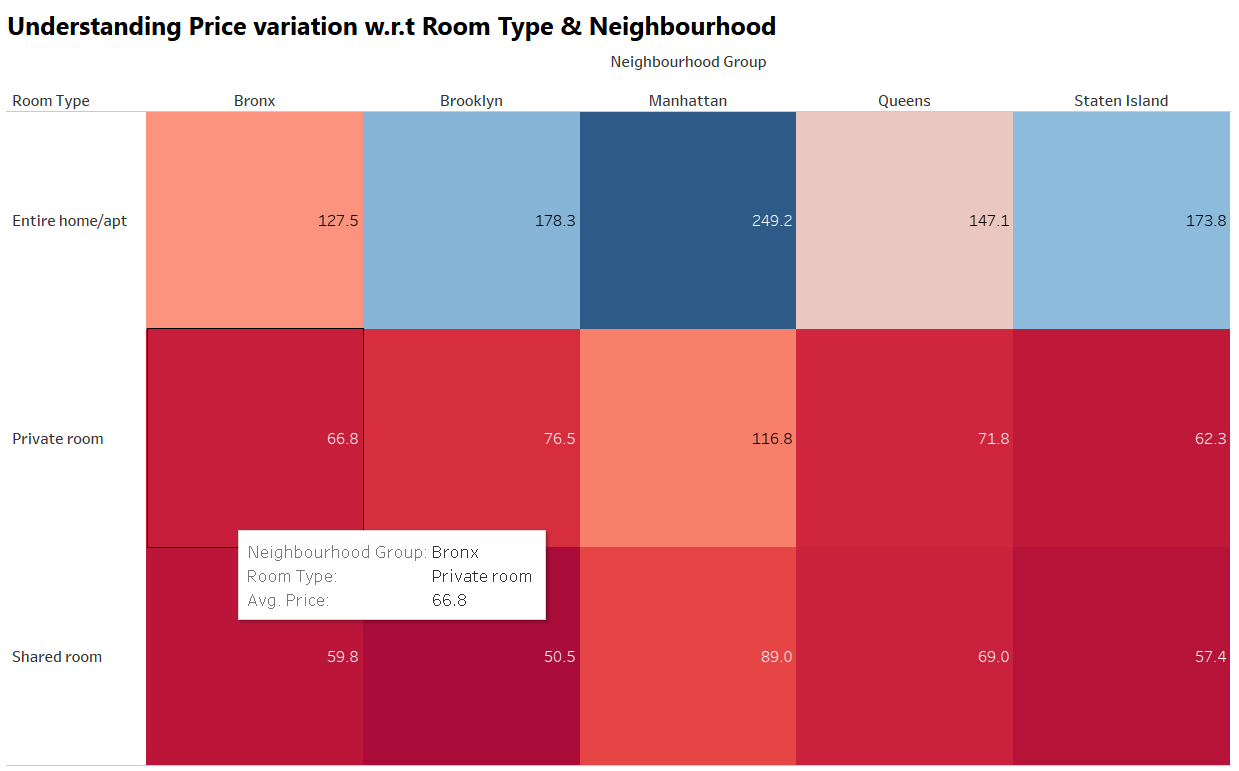 Understanding Price variation w.r.t Room Type & Neighbourhood
Neighbourhood Group
Room Type Bronx Brooklyn Manhattan Queens Staten Island
Entire home/apt 127.5 178.3 249.2 147.1 173.8
Private room 66.8 76.5 116.8 71.8 62.3
Neighbourhood Group: Bronx
Room Type: Private room
Avg. Price: 66.8
Shared room 59.8 50.5 89.0 69.0 57.4